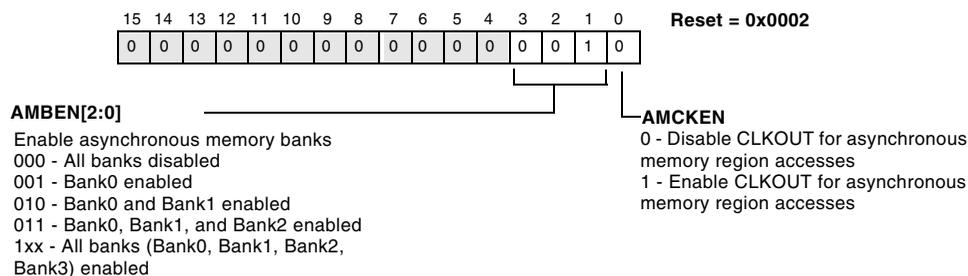 15 14 13 12 11 10 9 8 7 6 5 4 3 2 1 0 Reset = 0x0002
0 0 0 0 0 0 0 0 0 0 0 0 0 0 1 0
AMBEN[2:0]
Enable asynchronous memory banks
000 - All banks disabled
001 - Bank0 enabled
010 - Bank0 and Bank1 enabled
011 - Bank0, Bank1, and Bank2 enabled
1xx - All banks (Bank0, Bank1, Bank2,
Bank3) enabled
AMCKEN
0 - Disable CLKOUT for asynchronous
memory region accesses
1 - Enable CLKOUT for asynchronous
memory region accesses